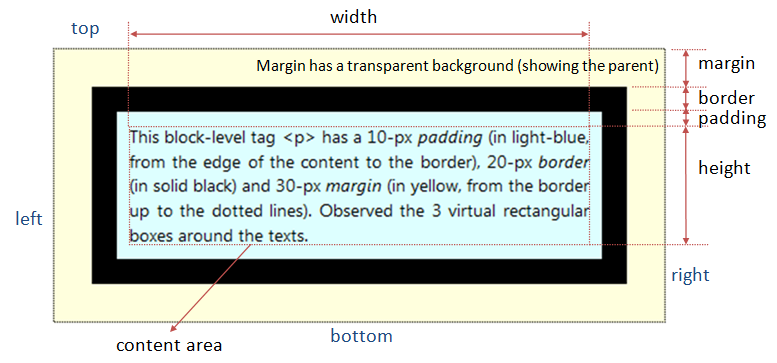 width
top
Margin has a transparent background (showing the parent)
margin
border
padding
This block-level tag <p> has a 10-px padding (in light-blue,
from the edge of the content to the border), 20-px border
(in solid black) and 30-px margin (in yellow, from the border
up to the dotted lines). Observed the 3 virtual rectangular
boxes around the texts.
height
left
right
bottom
content area